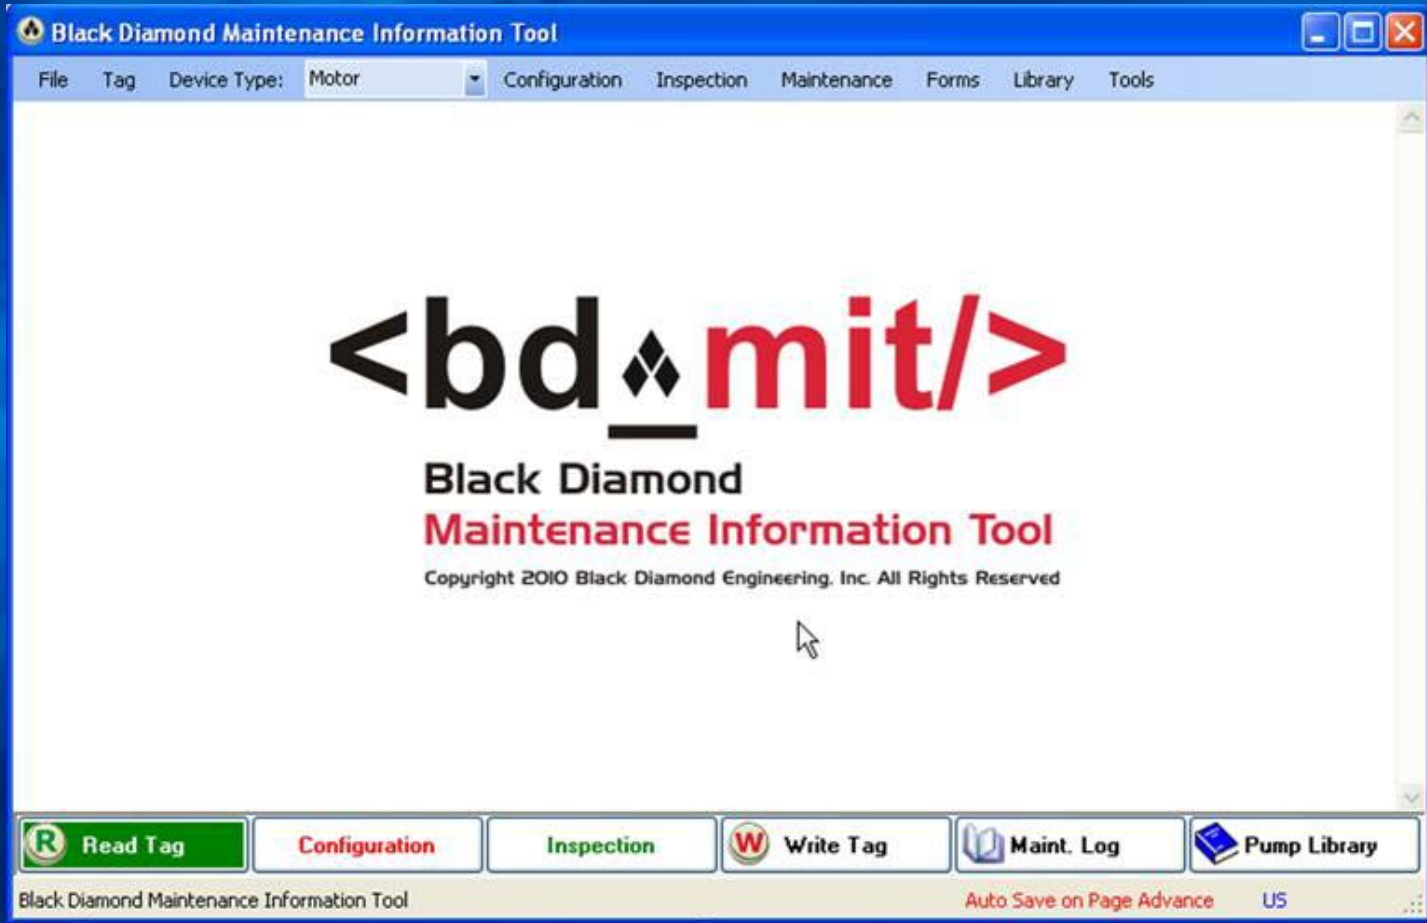 Black Diamond Maintenance Information Tool
File Tag Device Type: Motor Configuration Inspection Maintenance Forms Library Tools
<bd_mit/>
Black Diamond
Maintenance Information Tool
Copyright 2010 Black Diamond Engineering. Inc. All Rights Reserved
R Read Tag Configuration Inspection W Write Tag Maint. Log Pump Library
Black Diamond Maintenance Information Tool Auto Save on Page Advance US